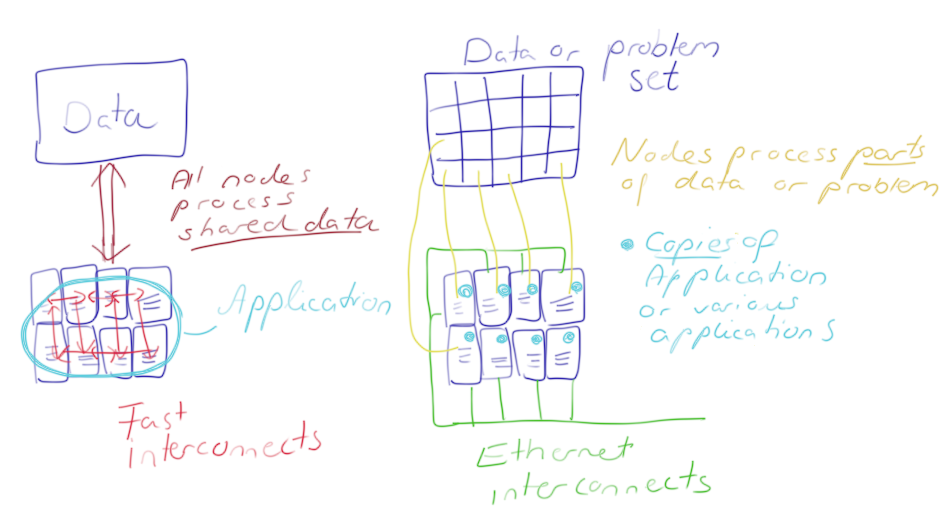 Data
All nodes
process
shared data
Application
Fast
interconnects
Data or problem
set
Nodes process parts
of data or problem
Copies of
Application
or various
applications
Ethernet
interconnects